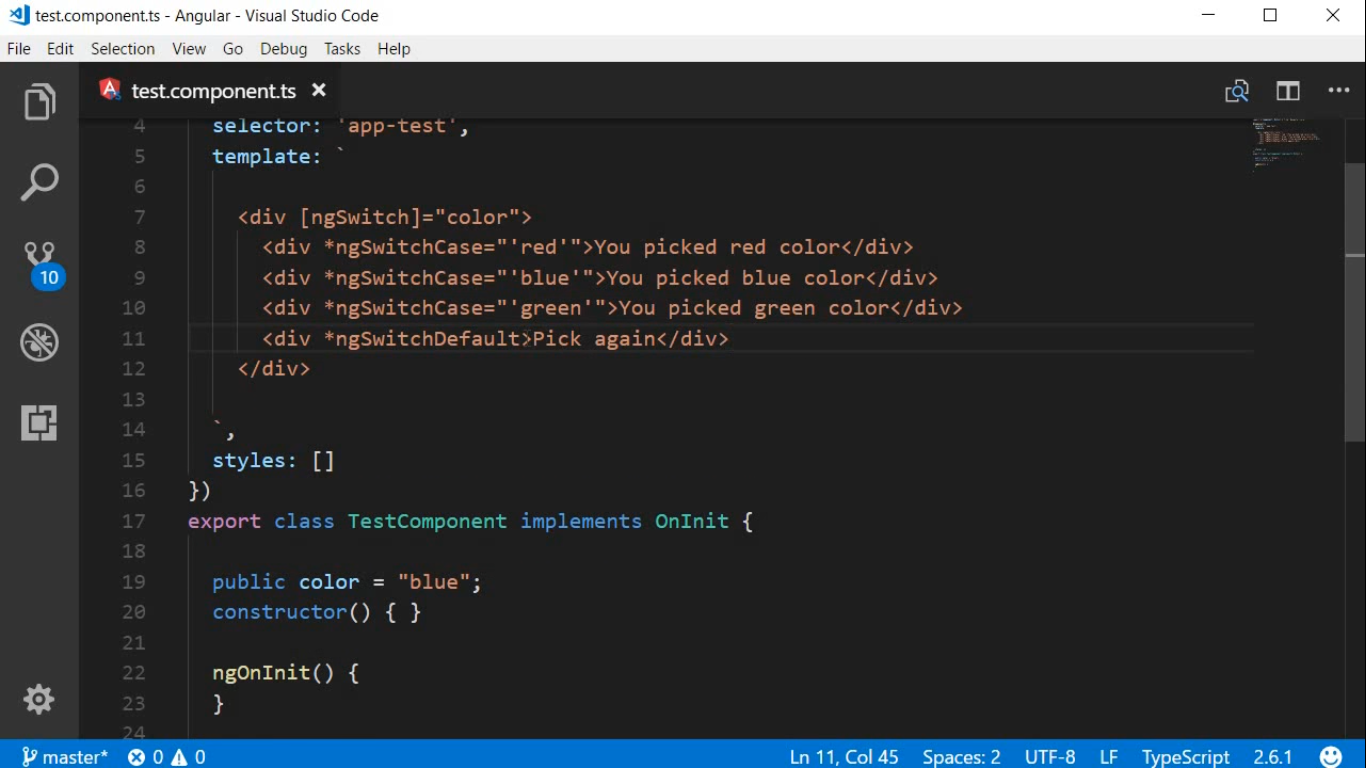 test.component.ts - Angular - Visual Studio Code
File Edit Selection View Go Debug Tasks Help
test.component.ts
4 selector: 'app-test',
5 template: `
6
7 <div [ngSwitch]="color">
8 <div *ngSwitchCase="'red'">You picked red color</div>
9 <div *ngSwitchCase="'blue'">You picked blue color</div>
10 <div *ngSwitchCase="'green'">You picked green color</div>
11 <div *ngSwitchDefault>Pick again</div>
12 </div>
13
14 `,
15 styles: []
16 })
17 export class TestComponent implements OnInit {
18
19 public color = "blue";
20 constructor() { }
21
22 ngOnInit() {
23 }
24
10
master* 0 0 Ln 11, Col 45 Spaces: 2 UTF-8 LF TypeScript 2.6.1